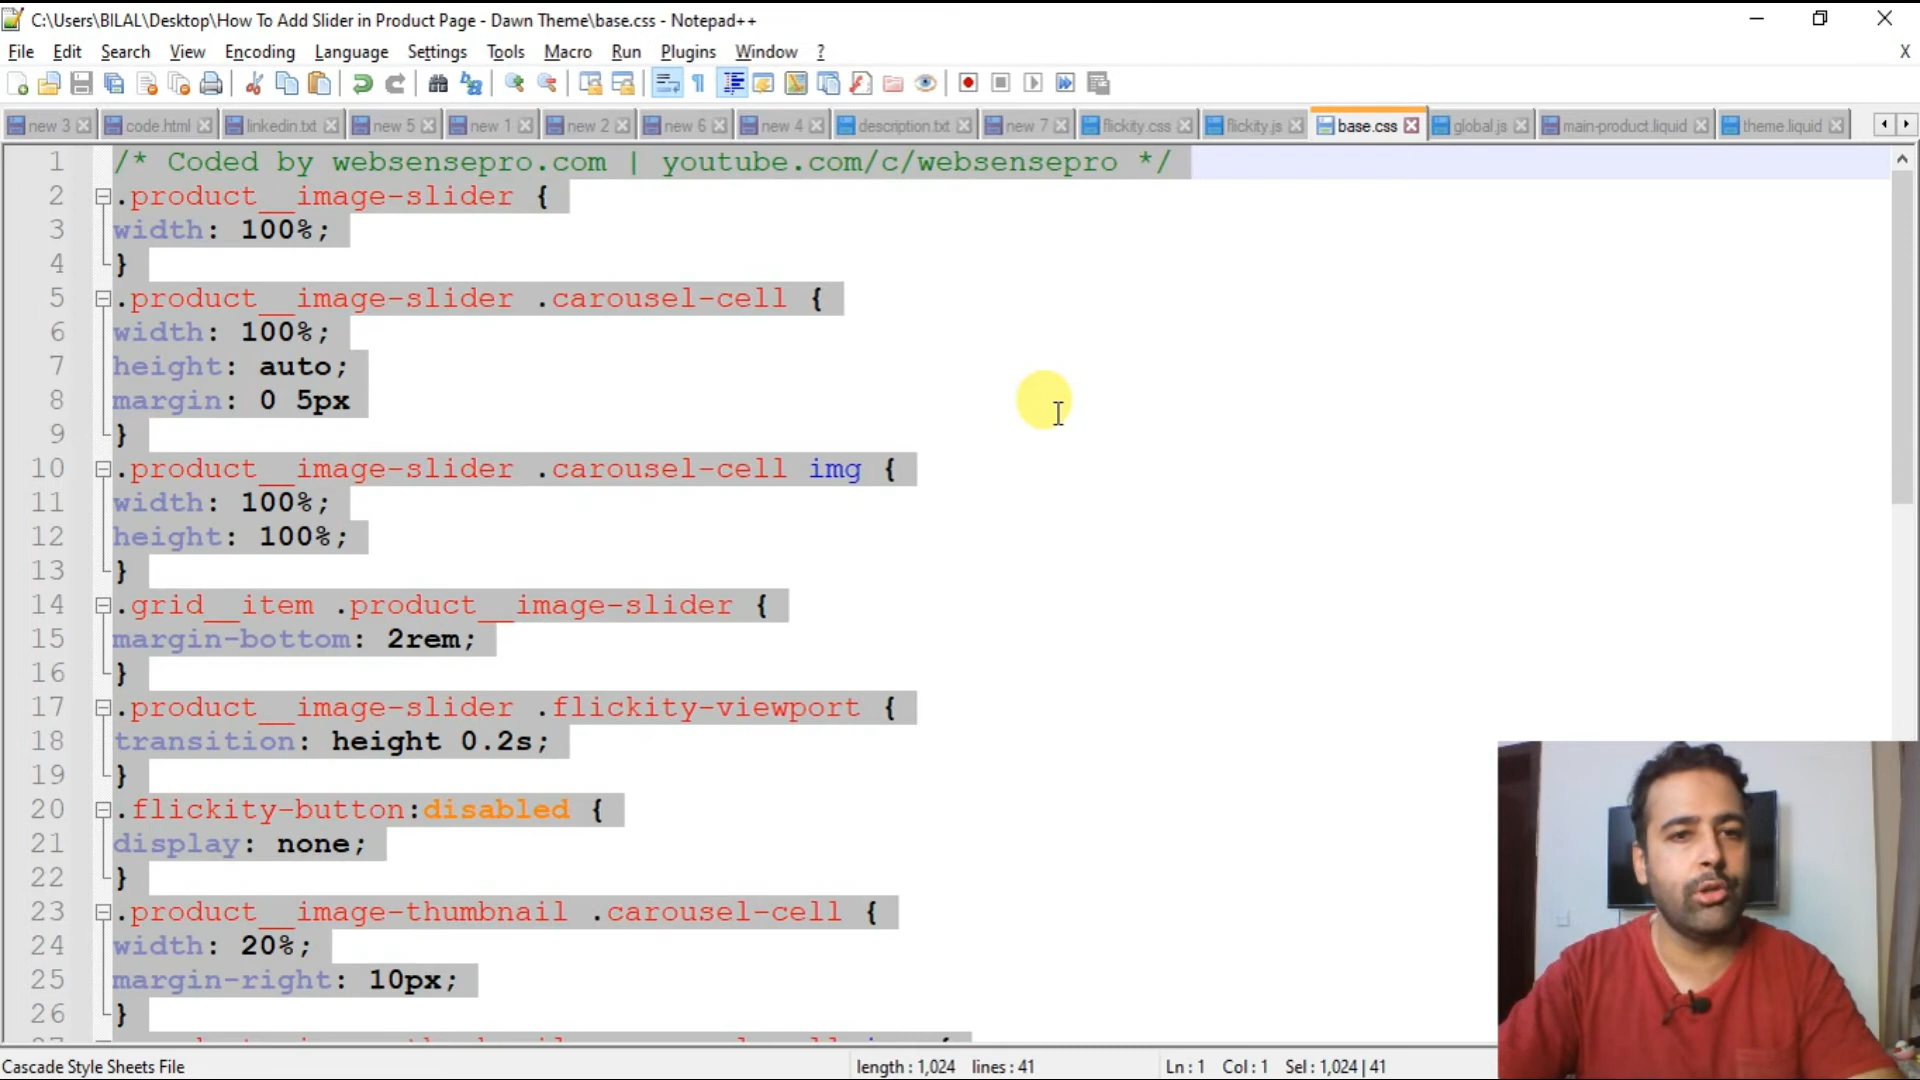 C:\Users\BILAL\Desktop\How To Add Slider in Product Page - Dawn Theme\base.css - Notepad++
File Edit Search View Encoding Language Settings Tools Macro Run Plugins Window ? X
new 3 code.html linkedin.txt new 5 new 1 new 2 new 6 new 4 description.txt new 7 flickity.css flickity.js base.css global.js main-product.liquid theme.liquid
1 /* Coded by websensepro.com | youtube.com/c/websensepro */
2 .product__image-slider {
3 width: 100%;
4 }
5 .product__image-slider .carousel-cell {
6 width: 100%;
7 height: auto;
8 margin: 0 5px
9 }
10 .product__image-slider .carousel-cell img {
11 width: 100%;
12 height: 100%;
13 }
14 .grid__item .product__image-slider {
15 margin-bottom: 2rem;
16 }
17 .product__image-slider .flickity-viewport {
18 transition: height 0.2s;
19 }
20 .flickity-button:disabled {
21 display: none;
22 }
23 .product__image-thumbnail .carousel-cell {
24 width: 20%;
25 margin-right: 10px;
26 }
Cascade Style Sheets File length : 1,024 lines : 41 Ln : 1 Col : 1 Sel : 1,024 | 41